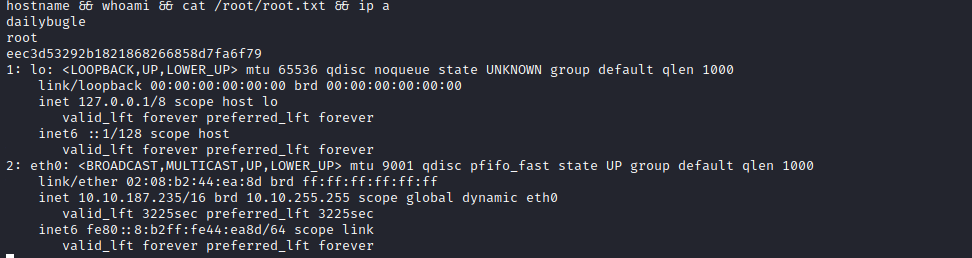 hostname && whoami && cat /root/root.txt && ip a
dailybugle
root
eec3d53292b1821868266858d7fa6f79
1: lo: <LOOPBACK,UP,LOWER_UP> mtu 65536 qdisc noqueue state UNKNOWN group default qlen 1000
    link/loopback 00:00:00:00:00:00 brd 00:00:00:00:00:00
    inet 127.0.0.1/8 scope host lo
       valid_lft forever preferred_lft forever
    inet6 ::1/128 scope host
       valid_lft forever preferred_lft forever
2: eth0: <BROADCAST,MULTICAST,UP,LOWER_UP> mtu 9001 qdisc pfifo_fast state UP group default qlen 1000
    link/ether 02:08:b2:44:ea:8d brd ff:ff:ff:ff:ff:ff
    inet 10.10.187.235/16 brd 10.10.255.255 scope global dynamic eth0
       valid_lft 3225sec preferred_lft 3225sec
    inet6 fe80::8:b2ff:fe44:ea8d/64 scope link
       valid_lft forever preferred_lft forever